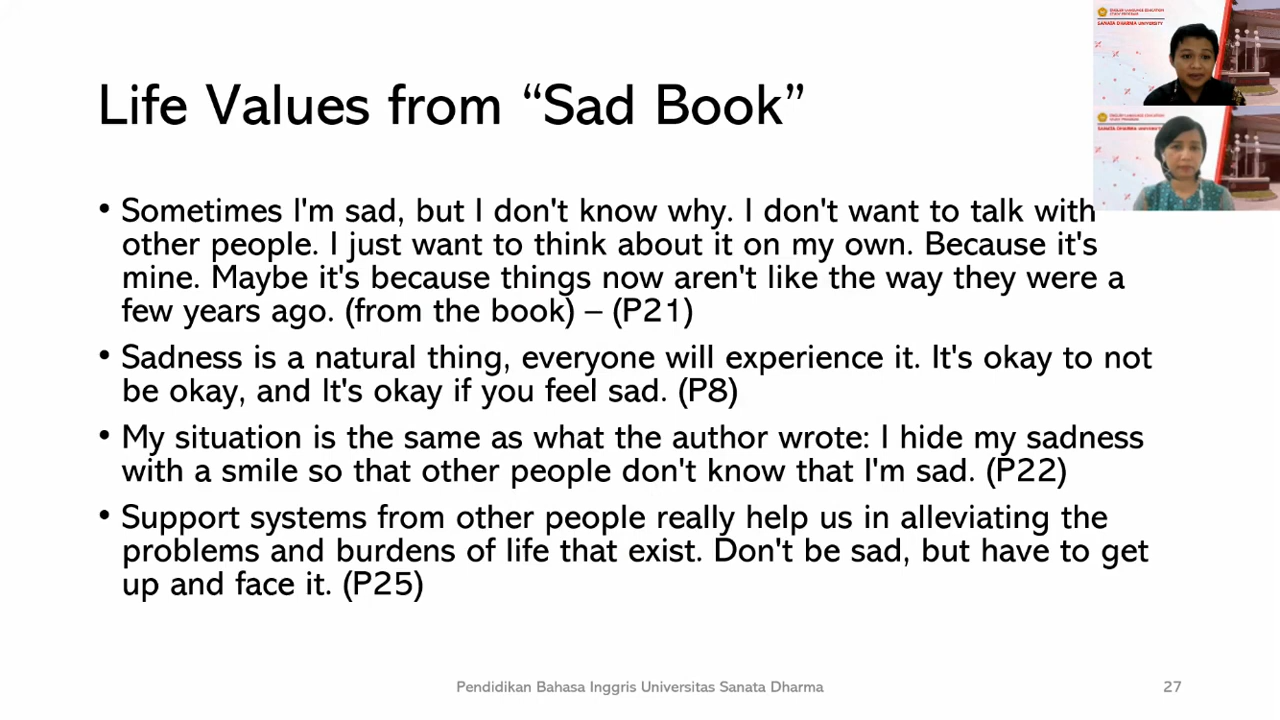 Life Values from “Sad Book”
• Sometimes I'm sad, but I don't know why. I don't want to talk with
other people. I just want to think about it on my own. Because it's
mine. Maybe it's because things now aren't like the way they were a
few years ago. (from the book) – (P21)
• Sadness is a natural thing, everyone will experience it. It's okay to not
be okay, and It's okay if you feel sad. (P8)
• My situation is the same as what the author wrote: I hide my sadness
with a smile so that other people don't know that I'm sad. (P22)
• Support systems from other people really help us in alleviating the
problems and burdens of life that exist. Don't be sad, but have to get
up and face it. (P25)
Pendidikan Bahasa Inggris Universitas Sanata Dharma
27
SANATA DHARMA UNIVERSITY
SANATA DHARMA UNIVERSITY